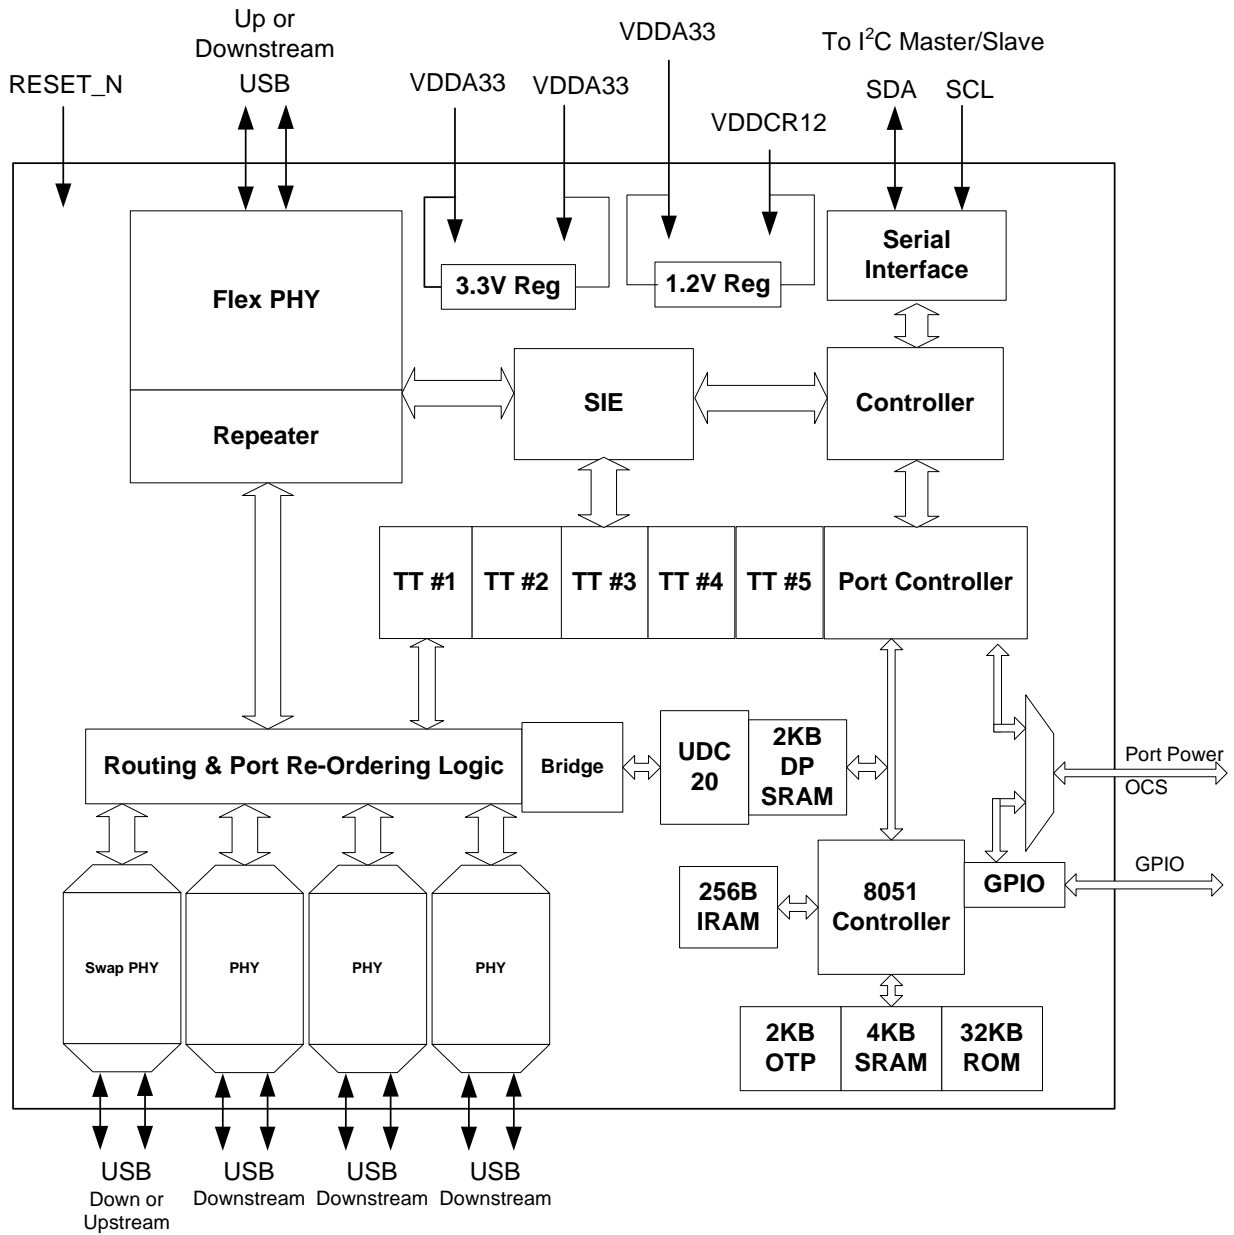 Up or
Downstream
USB
RESET_N
VDDA33
VDDA33
VDDA33
VDDCR12
To I²C Master/Slave
SDA
SCL
Flex PHY
Repeater
3.3V Reg
1.2V Reg
Serial
Interface
SIE
Controller
TT #1
TT #2
TT #3
TT #4
TT #5
Port Controller
Routing & Port Re-Ordering Logic
Bridge
UDC
20
2KB
DP
SRAM
Port Power
OCS
GPIO
256B
IRAM
8051
Controller
GPIO
Swap PHY
PHY
PHY
PHY
2KB
OTP
4KB
SRAM
32KB
ROM
USB
Down or
Upstream
USB
Downstream
USB
Downstream
USB
Downstream